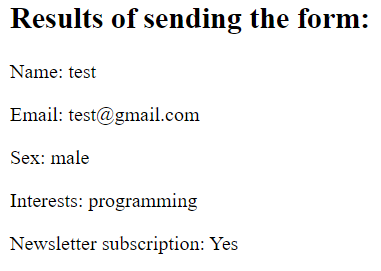 Results of sending the form:
Name: test
Email: test@gmail.com
Sex: male
Interests: programming
Newsletter subscription: Yes